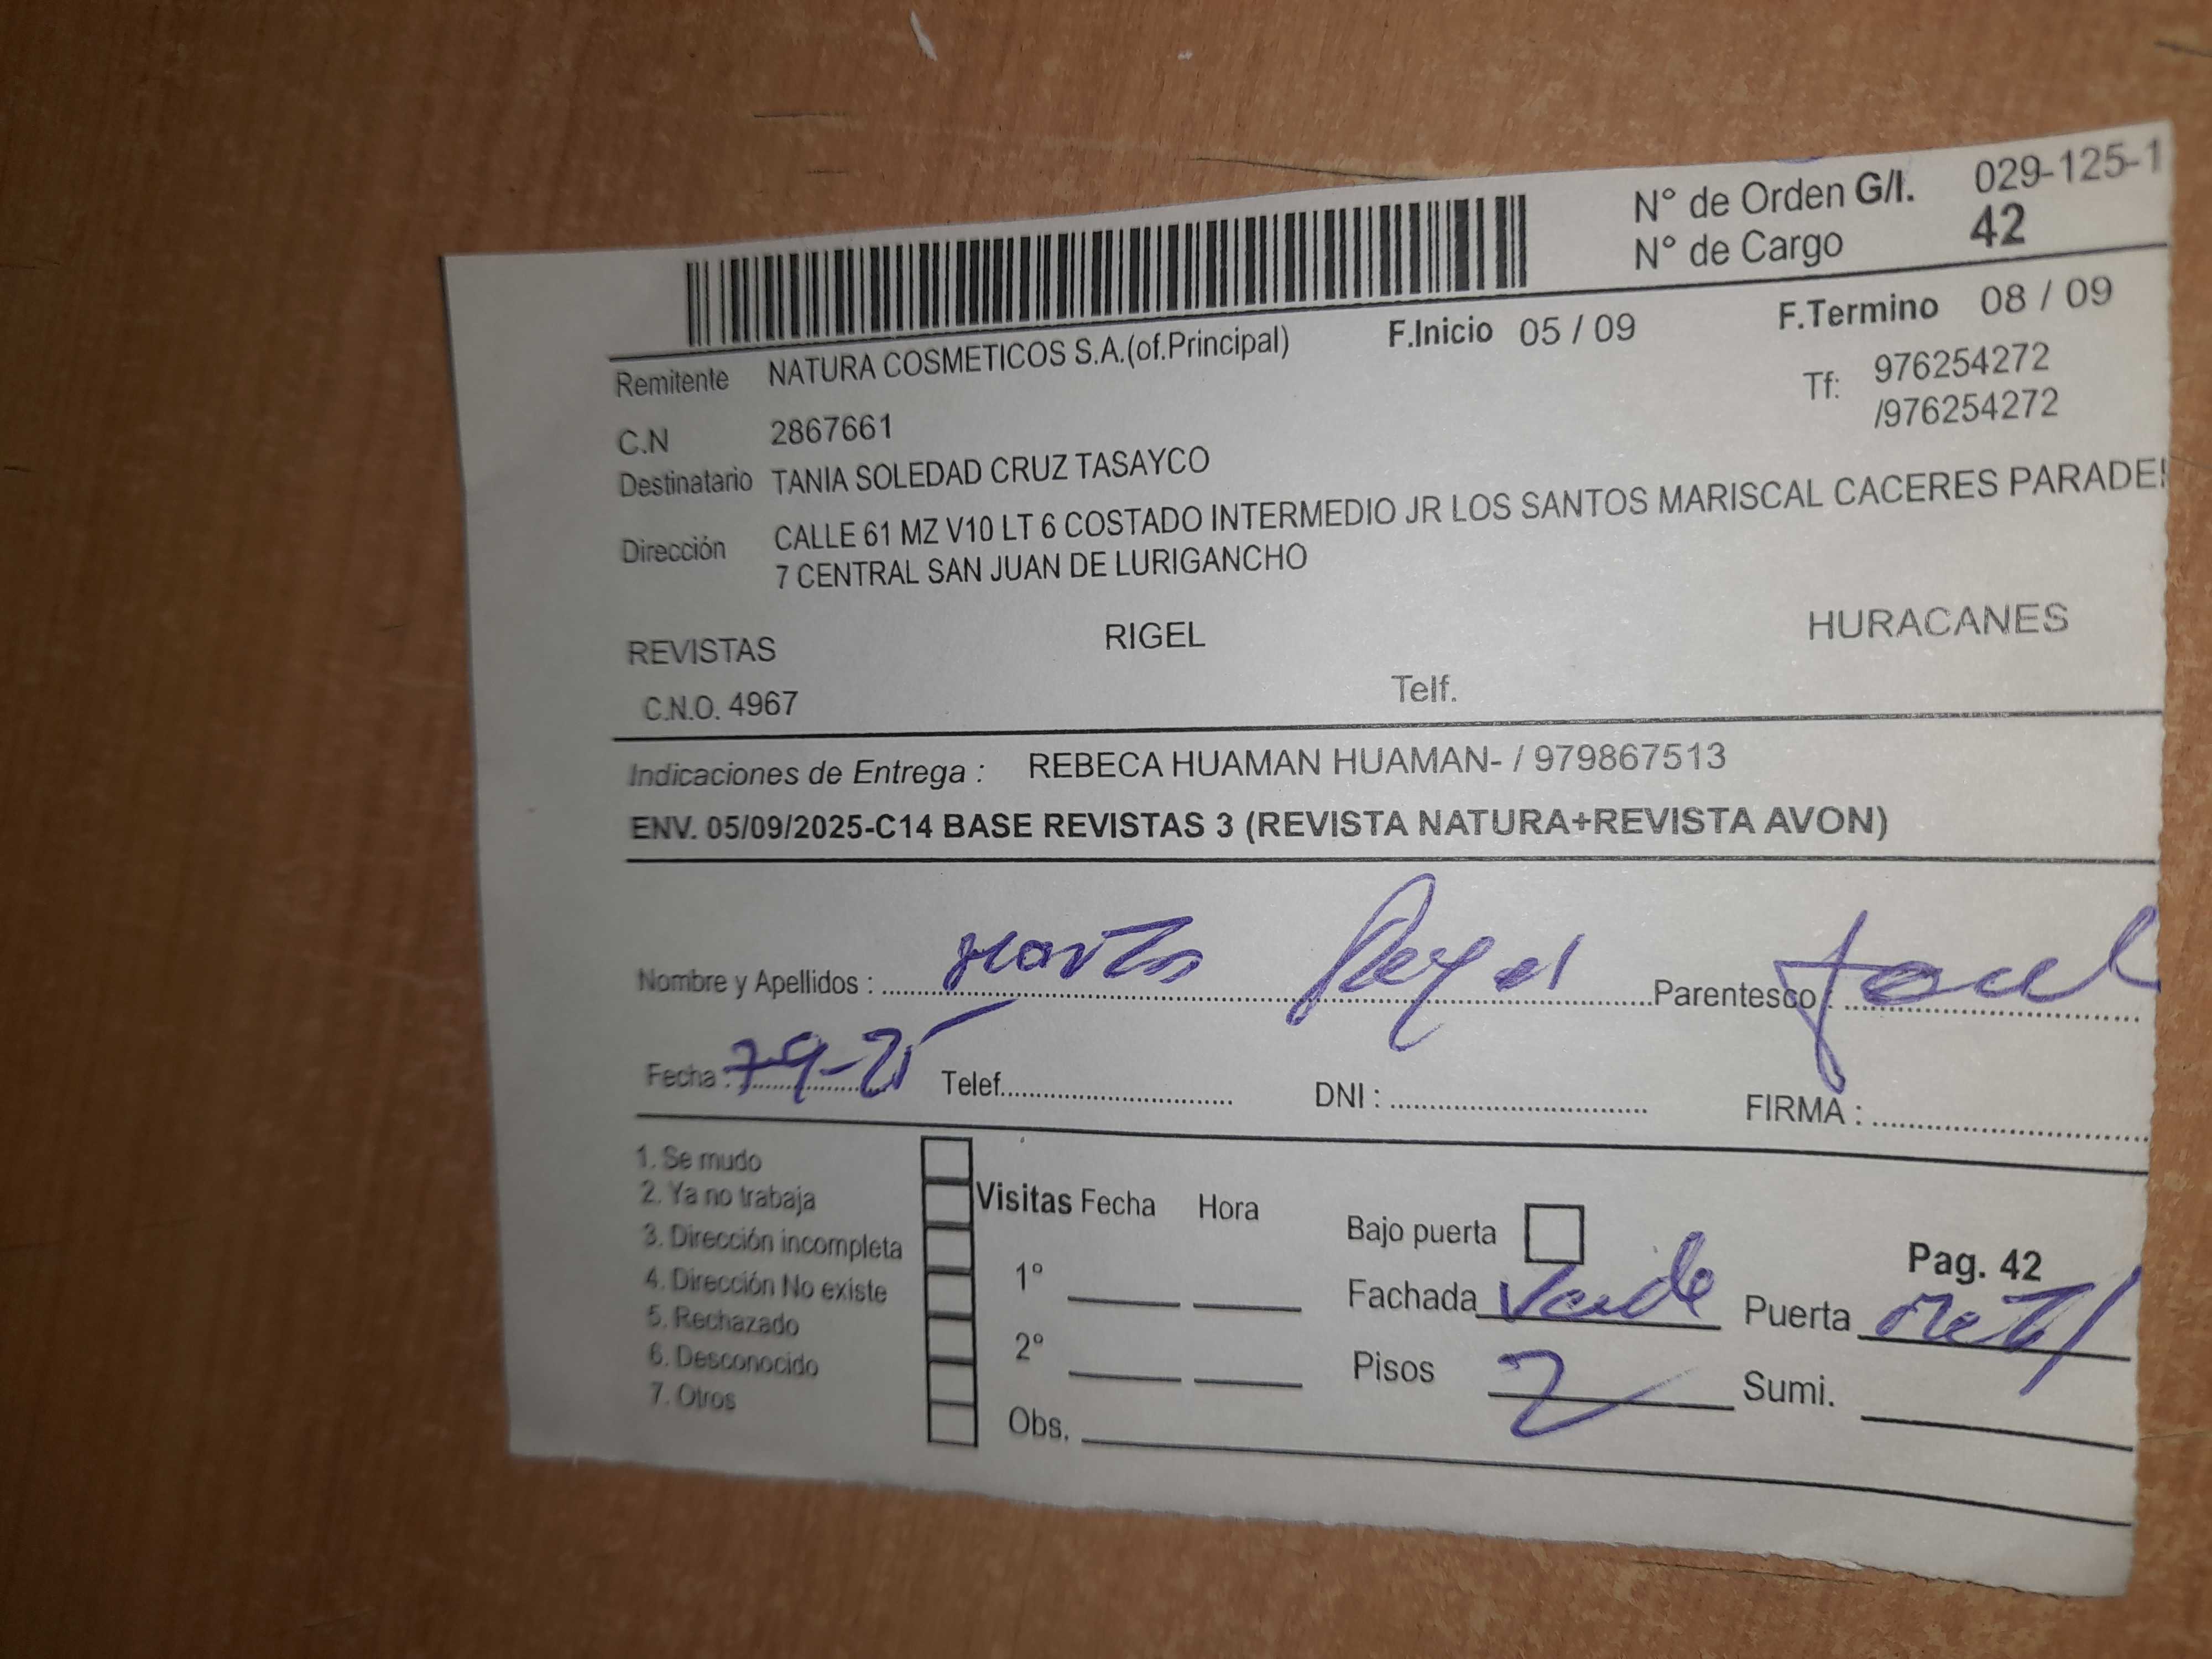 N° de Orden G/I. 029-125-1
N° de Cargo 42
F.Inicio 05 / 09 F.Termino 08 / 09
Remitente NATURA COSMETICOS S.A.(of.Principal)
Tf: 976254272
/976254272
C.N 2867661
Destinatario TANIA SOLEDAD CRUZ TASAYCO
Dirección CALLE 61 MZ V10 LT 6 COSTADO INTERMEDIO JR LOS SANTOS MARISCAL CACERES
7 CENTRAL SAN JUAN DE LURIGANCHO
REVISTAS RIGEL HURACANES
C.N.O. 4967 Telf.
Indicaciones de Entrega : REBECA HUAMAN HUAMAN- / 979867513
ENV. 05/09/2025-C14 BASE REVISTAS 3 (REVISTA NATURA+REVISTA AVON)
Nombre y Apellidos : Parentesco :
Fecha : 7-9-25 Telef. DNI : FIRMA :
1. Se mudo
2. Ya no trabaja
3. Dirección incompleta
4. Dirección No existe
5. Rechazado
6. Desconocido
7. Otros
Visitas Fecha Hora
1°
2°
Obs.
Bajo puerta
Fachada Verde
Pisos 2
Pag. 42
Puerta Metal
Sumi.